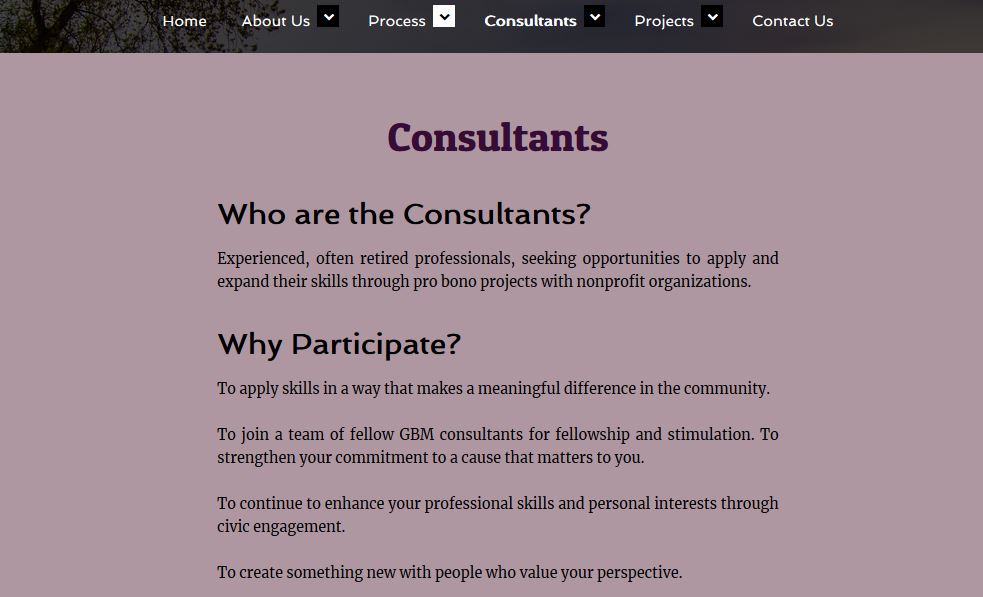 Home About Us Process Consultants Projects Contact Us
Consultants
Who are the Consultants?
Experienced, often retired professionals, seeking opportunities to apply and
expand their skills through pro bono projects with nonprofit organizations.
Why Participate?
To apply skills in a way that makes a meaningful difference in the community.
To join a team of fellow GBM consultants for fellowship and stimulation. To
strengthen your commitment to a cause that matters to you.
To continue to enhance your professional skills and personal interests through
civic engagement.
To create something new with people who value your perspective.